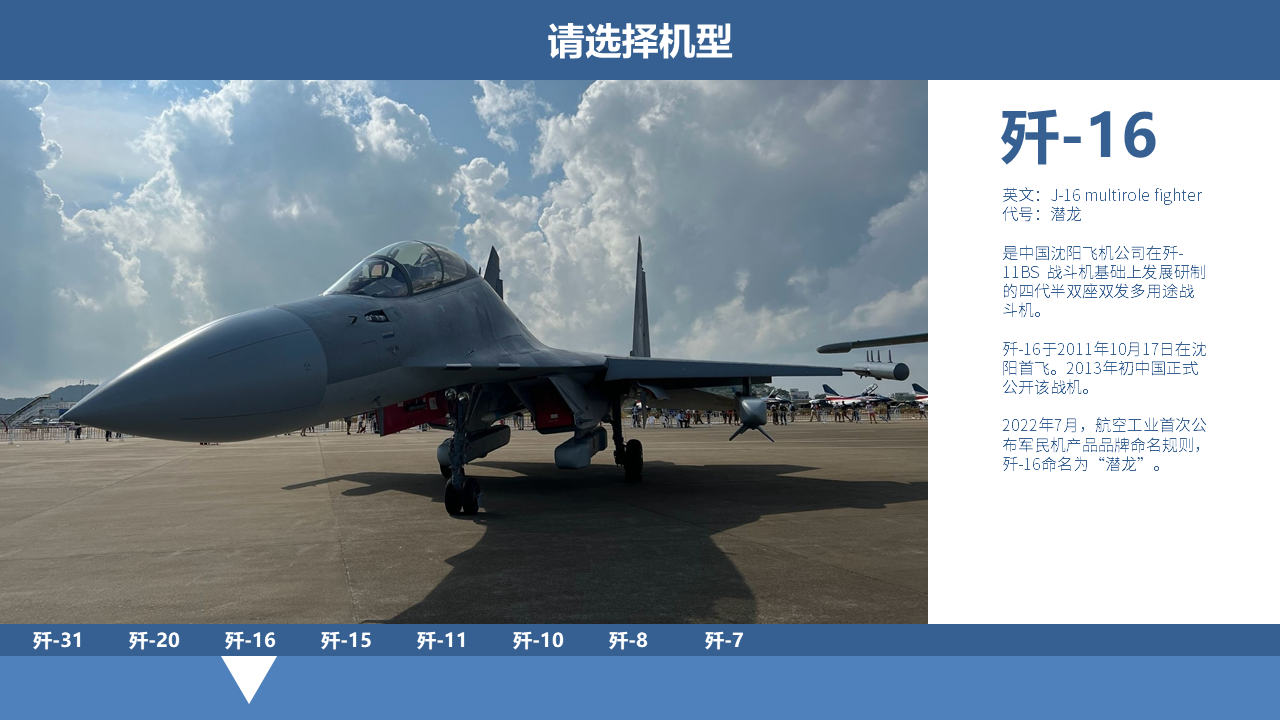 请选择机型
歼-16
英文：J-16 multirole fighter
代号：潜龙
是中国沈阳飞机公司在歼-
11BS 战斗机基础上发展研制
的四代半双座双发多用途战
斗机。
歼-16于2011年10月17日在沈
阳首飞。2013年初中国正式
公开该战机。
2022年7月，航空工业首次公
布军民机产品品牌命名规则，
歼-16命名为“潜龙”。
歼-31 歼-20 歼-16 歼-15 歼-11 歼-10 歼-8 歼-7